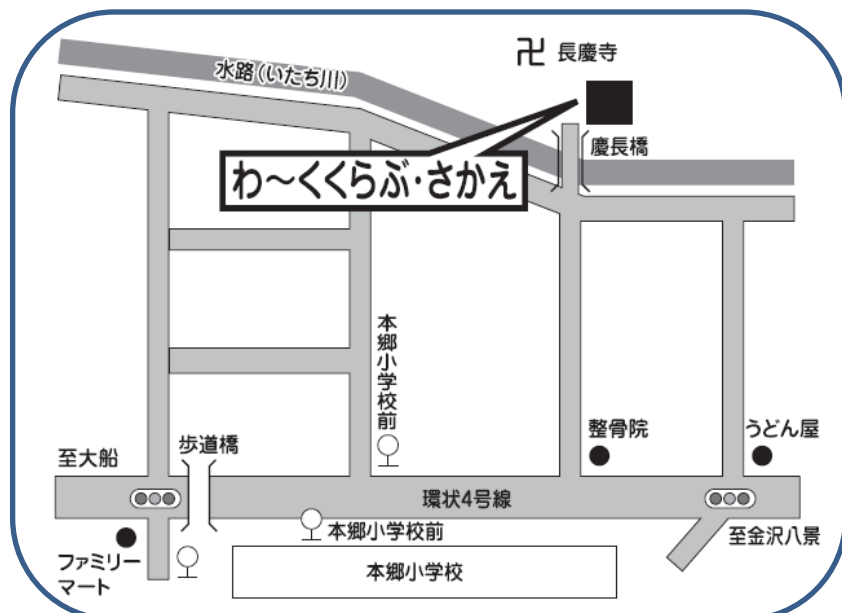 卍 長慶寺
水路(いたち川)
慶長橋
わ～くくらぶ・さかえ
本郷小学校前
歩道橋
整骨院
うどん屋
至大船
環状4号線
本郷小学校前
至金沢八景
ファミリー
マート
本郷小学校